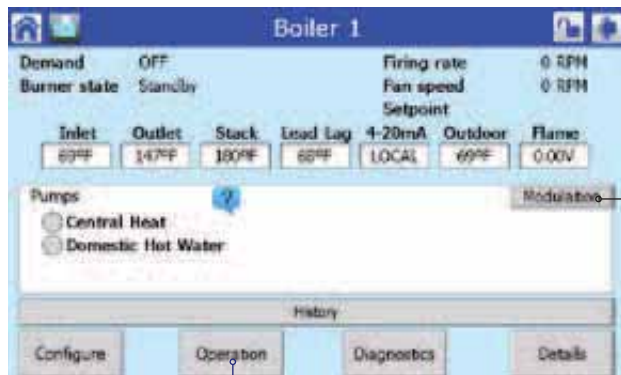 Boiler 1
Demand OFF Firing rate 0 RPM
Burner state Standby Fan speed 0 RPM
Setpoint
Inlet Outlet Stack Lead Lag 4-20mA Outdoor Flame
69°F 147°F 180°F 68°F LOCAL 69°F 0.00V
Pumps ? Modulation
Central Heat
Domestic Hot Water
History
Configure Operation Diagnostics Details